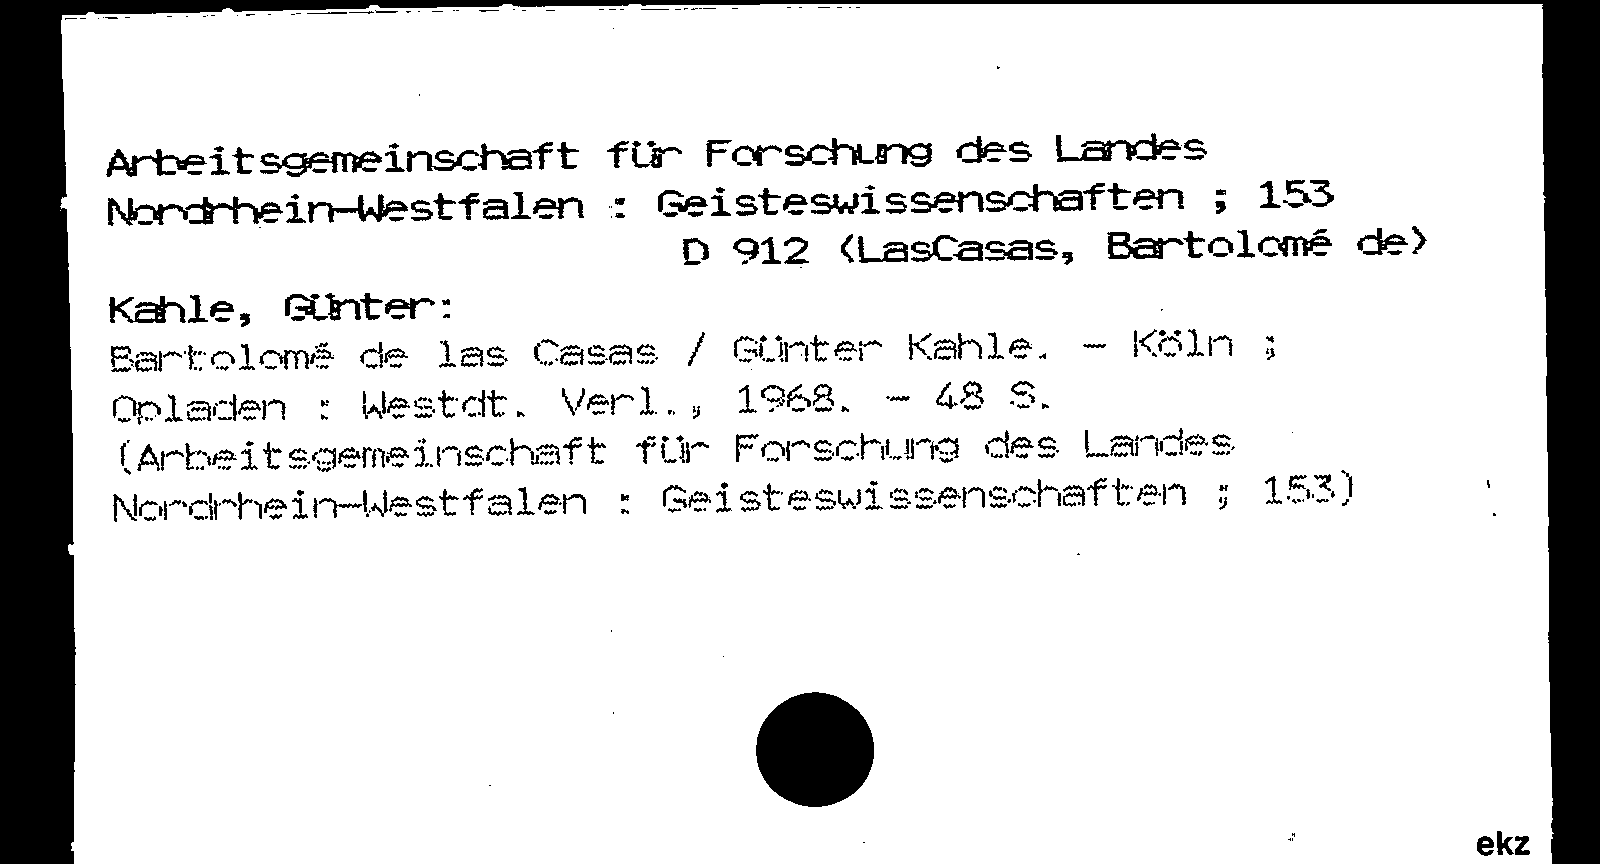 Arbeitsgemeinschaft für Forschung des Landes
Nordrhein-Westfalen : Geisteswissenschaften ; 153
D 912 (LasCasas, Bartolomé de)
Kahle, Günter:
Bartolomé de las Casas / Günter Kahle. - Köln ;
Opladen : Westdt. Verl., 1968. - 48 S.
(Arbeitsgemeinschaft für Forschung des Landes
Nordrhein-Westfalen : Geisteswissenschaften ; 153)
ekz